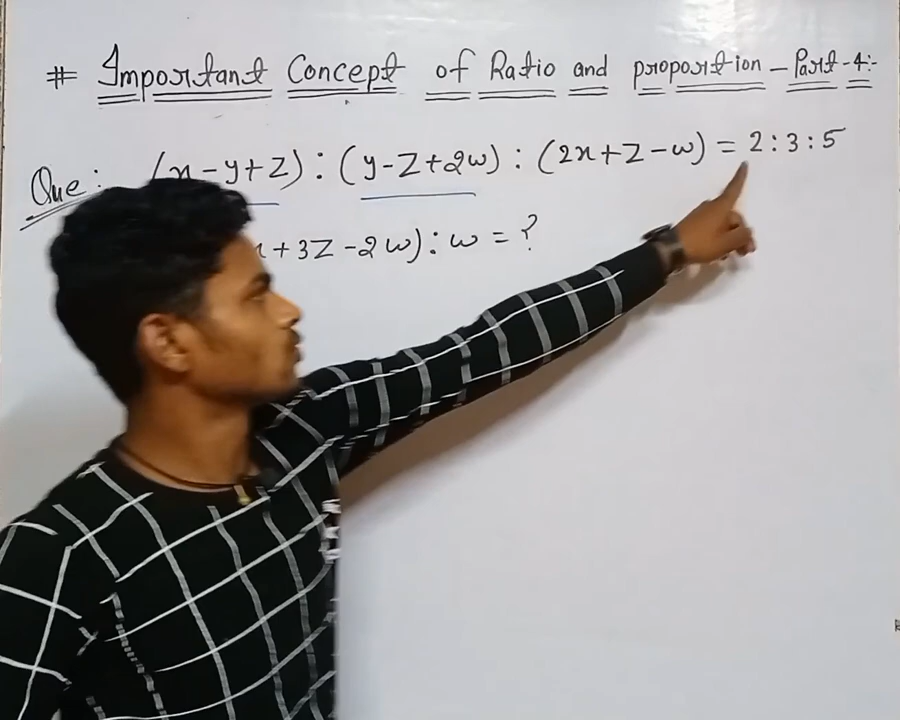 # Important Concept of Ratio and proportion - Part-4:-
Que: (x-y+z) : (y-z+2w) : (2x+z-w) = 2:3:5
+3z-2w) : w = ?